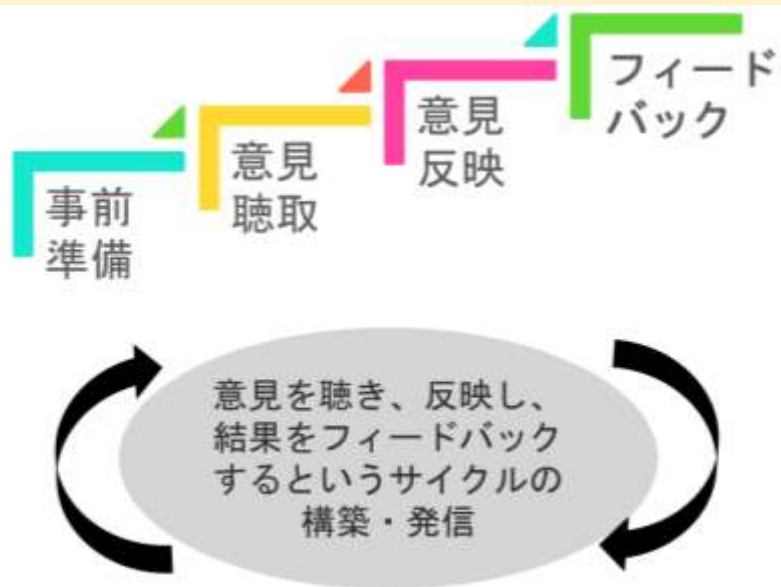 事前
準備
意見
聴取
意見
反映
フィード
バック
意見を聴き、反映し、
結果をフィードバック
するというサイクルの
構築・発信